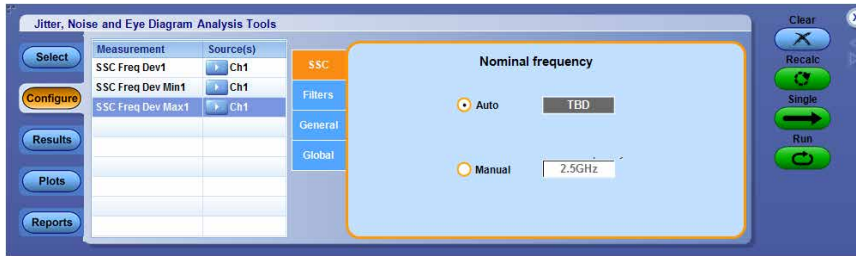 Jitter, Noise and Eye Diagram Analysis Tools
Clear
Select
Measurement Source(s)
SSC Freq Dev1 Ch1
SSC Freq Dev Min1 Ch1
SSC Freq Dev Max1 Ch1
SSC
Nominal frequency
Recalc
Configure
Filters
Auto TBD
Single
General
Results
Global
Manual 2.5GHz
Run
Plots
Reports